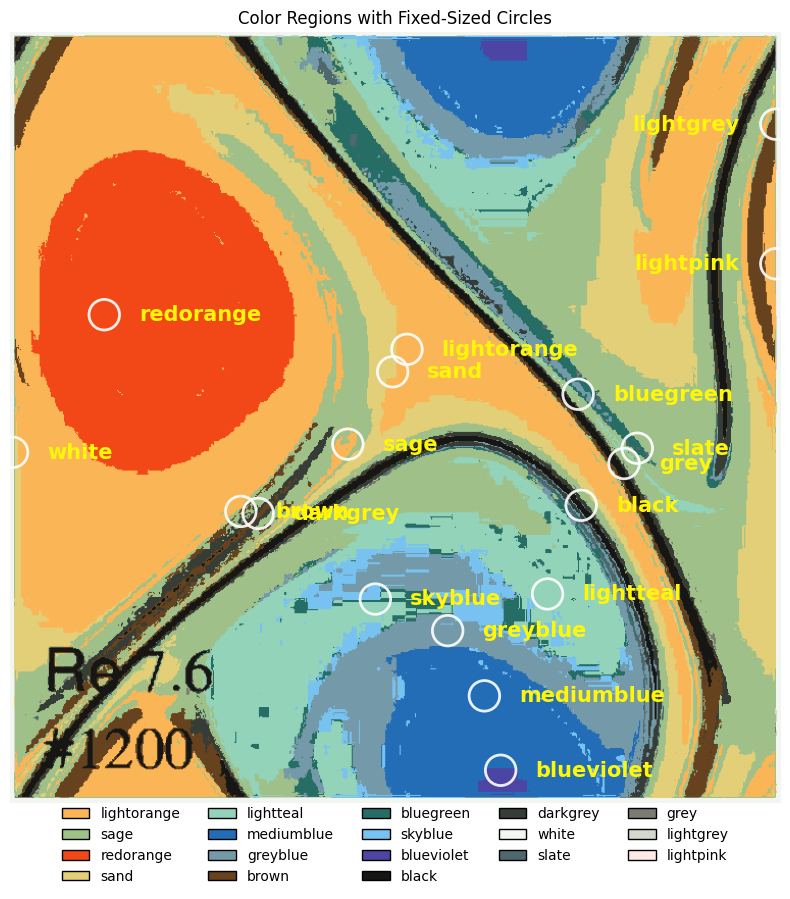 Color Regions with Fixed-Sized Circles
lightgrey
lightpink
redorange
lightorange
sand
bluegreen
sage
slate
white
grey
brown
darkgrey
black
skyblue
lightteal
greyblue
Re 7.6
mediumblue
#1200
blueviolet
lightorange lightteal bluegreen darkgrey grey
sage mediumblue skyblue white lightgrey
redorange greyblue blueviolet slate lightpink
sand brown black